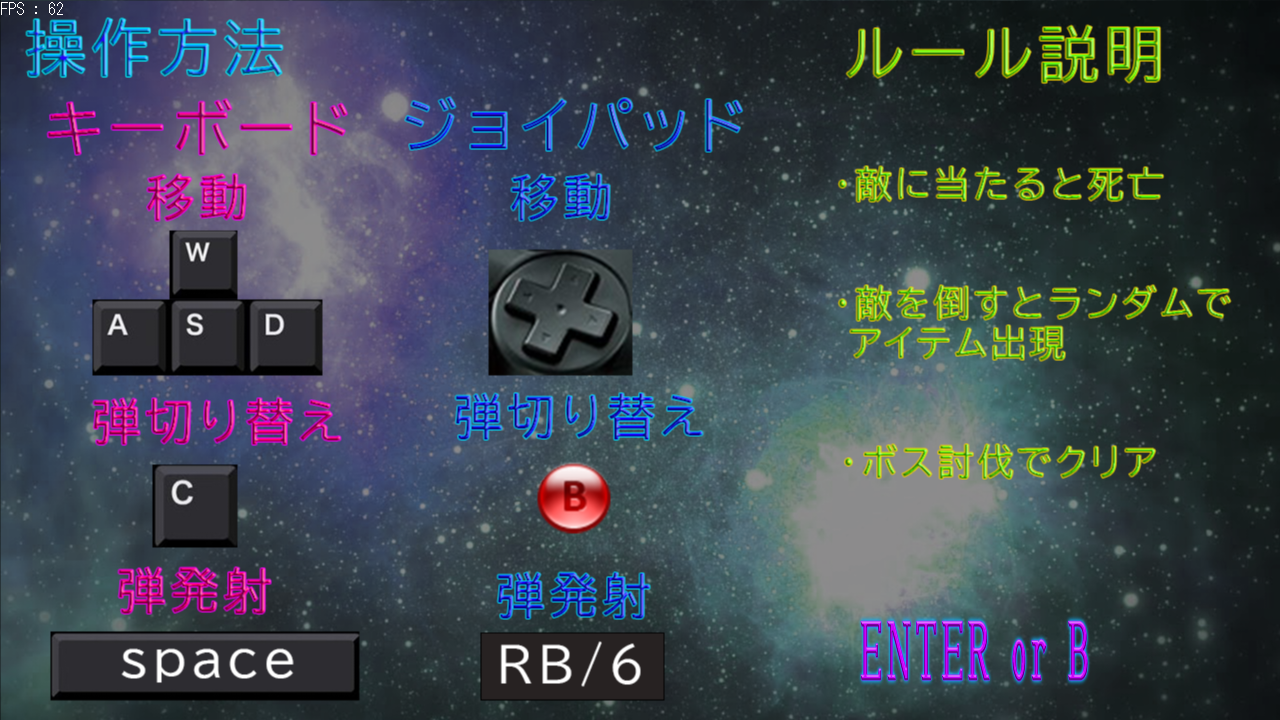 FPS : 62
操作方法
キーボード
移動
W
A S D
弾切り替え
C
弾発射
space
ジョイパッド
移動
弾切り替え
B
弾発射
RB/6
ルール説明
・敵に当たると死亡
・敵を倒すとランダムで
アイテム出現
・ボス討伐でクリア
ENTER or B